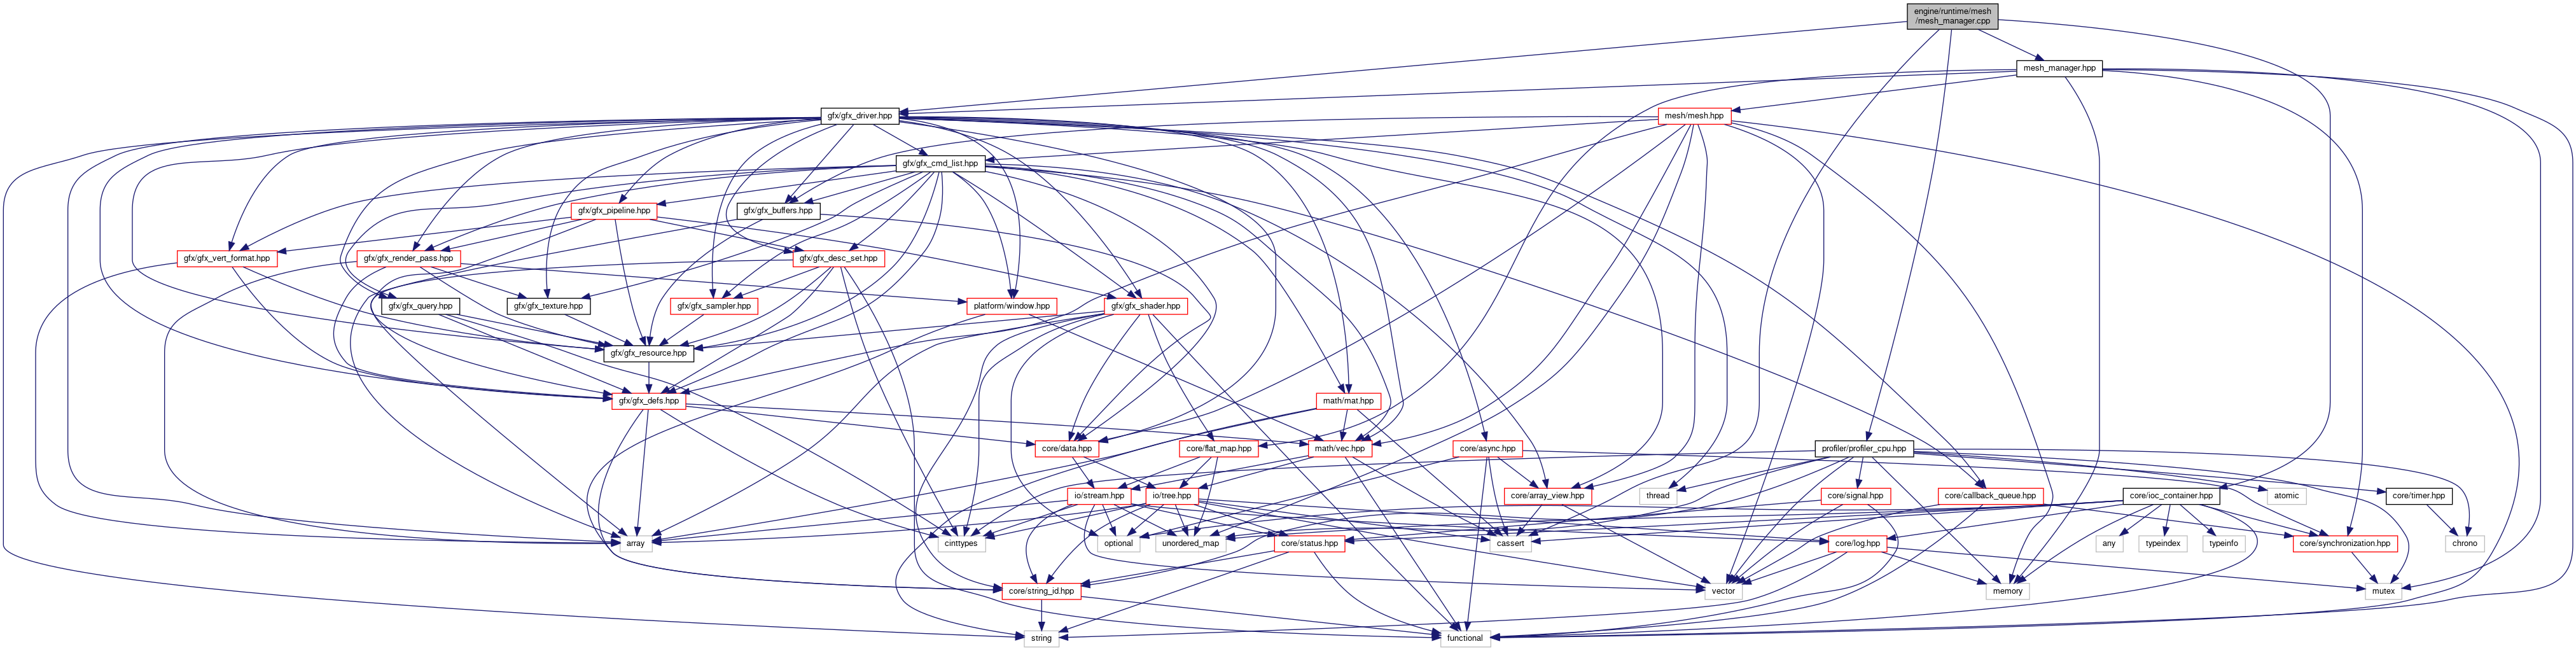 engine/runtime/mesh
/mesh_manager.cpp
mesh_manager.hpp
gfx/gfx_driver.hpp
mesh/mesh.hpp
gfx/gfx_cmd_list.hpp
gfx/gfx_pipeline.hpp
gfx/gfx_buffers.hpp
gfx/gfx_vert_format.hpp
gfx/gfx_render_pass.hpp
gfx/gfx_desc_set.hpp
gfx/gfx_query.hpp
gfx/gfx_texture.hpp
gfx/gfx_sampler.hpp
platform/window.hpp
gfx/gfx_shader.hpp
gfx/gfx_resource.hpp
gfx/gfx_defs.hpp
math/mat.hpp
core/data.hpp
core/flat_map.hpp
math/vec.hpp
core/async.hpp
profiler/profiler_cpu.hpp
io/stream.hpp
io/tree.hpp
core/array_view.hpp
thread
core/signal.hpp
core/callback_queue.hpp
core/ioc_container.hpp
atomic
core/timer.hpp
array
cinttypes
optional
unordered_map
core/status.hpp
cassert
core/log.hpp
any
typeindex
typeinfo
core/synchronization.hpp
chrono
core/string_id.hpp
vector
memory
mutex
string
functional